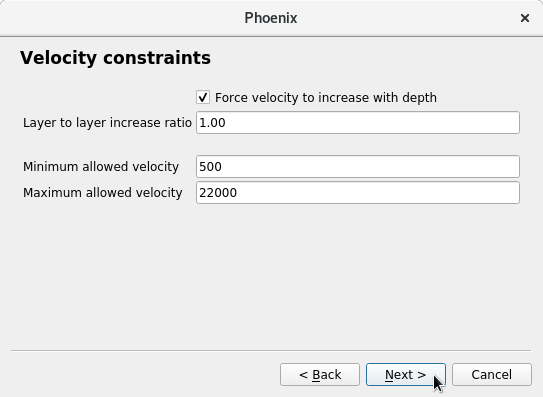 Phoenix
Velocity constraints
Force velocity to increase with depth
Layer to layer increase ratio 1.00
Minimum allowed velocity 500
Maximum allowed velocity 22000
< Back Next > Cancel